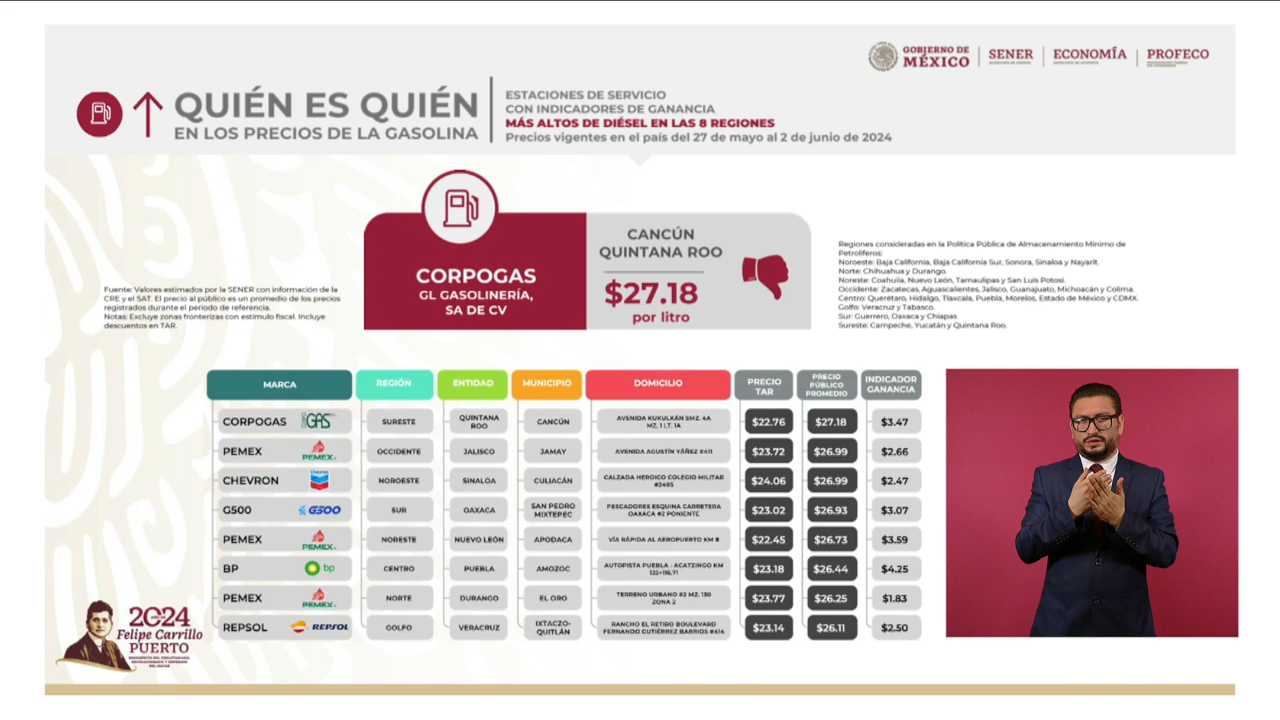 GOBIERNO DE
MÉXICO
SENER
ECONOMÍA
PROFECO
QUIÉN ES QUIÉN
EN LOS PRECIOS DE LA GASOLINA
ESTACIONES DE SERVICIO
CON INDICADORES DE GANANCIA
MÁS ALTOS DE DIÉSEL EN LAS 8 REGIONES
Precios vigentes en el país del 27 de mayo al 2 de junio de 2024
CORPOGAS
GL GASOLINERÍA,
SA DE CV
CANCÚN
QUINTANA ROO
$27.18
por litro
Fuente: Valores estimados por la SENER con información de la
CRE y el SAT. El precio al público es un promedio de los precios
registrados durante el periodo de referencia.
Notas: Excluye zonas fronterizas con estímulo fiscal. Incluye
descuentos en TAR.
Regiones consideradas en la Política Pública de Almacenamiento Mínimo de
Petrolíferos:
Noroeste: Baja California, Baja California Sur, Sonora, Sinaloa y Nayarit.
Norte: Chihuahua y Durango.
Noreste: Coahuila, Nuevo León, Tamaulipas y San Luis Potosí.
Occidente: Zacatecas, Aguascalientes, Jalisco, Guanajuato, Michoacán y Colima.
Centro: Querétaro, Hidalgo, Tlaxcala, Puebla, Morelos, Estado de México y CDMX.
Golfo: Veracruz y Tabasco.
Sur: Guerrero, Oaxaca y Chiapas
Sureste: Campeche, Yucatán y Quintana Roo.
MARCA REGIÓN ENTIDAD MUNICIPIO DOMICILIO PRECIO TAR PRECIO PÚBLICO PROMEDIO INDICADOR GANANCIA
CORPOGAS GAS SURESTE QUINTANA ROO CANCÚN AVENIDA KUKULKÁN SMZ. 4A MZ. 1 LT. 1A $22.76 $27.18 $3.47
PEMEX PEMEX OCCIDENTE JALISCO JAMAY AVENIDA AGUSTÍN YÁÑEZ #411 $23.72 $26.99 $2.66
CHEVRON Chevron NOROESTE SINALOA CULIACÁN CALZADA HEROICO COLEGIO MILITAR #2495 $24.06 $26.99 $2.47
G500 G500 SUR OAXACA SAN PEDRO MIXTEPEC PESCADORES ESQUINA CARRETERA OAXACA #2 PONIENTE $23.02 $26.93 $3.07
PEMEX PEMEX NORESTE NUEVO LEÓN APODACA VÍA RÁPIDA AL AEROPUERTO KM 8 $22.45 $26.73 $3.59
BP bp CENTRO PUEBLA AMOZOC AUTOPISTA PUEBLA - ACATZINGO KM 135+116.71 $23.18 $26.44 $4.25
PEMEX PEMEX NORTE DURANGO EL ORO TERRENO URBANO #2 MZ. 130 ZONA 2 $23.77 $26.25 $1.83
REPSOL REPSOL GOLFO VERACRUZ IXTACZO-QUITLÁN RANCHO EL RETIRO BOULEVARD FERNANDO GUTIÉRREZ BARRIOS #414 $23.14 $26.11 $2.50
2024
Felipe Carrillo
PUERTO